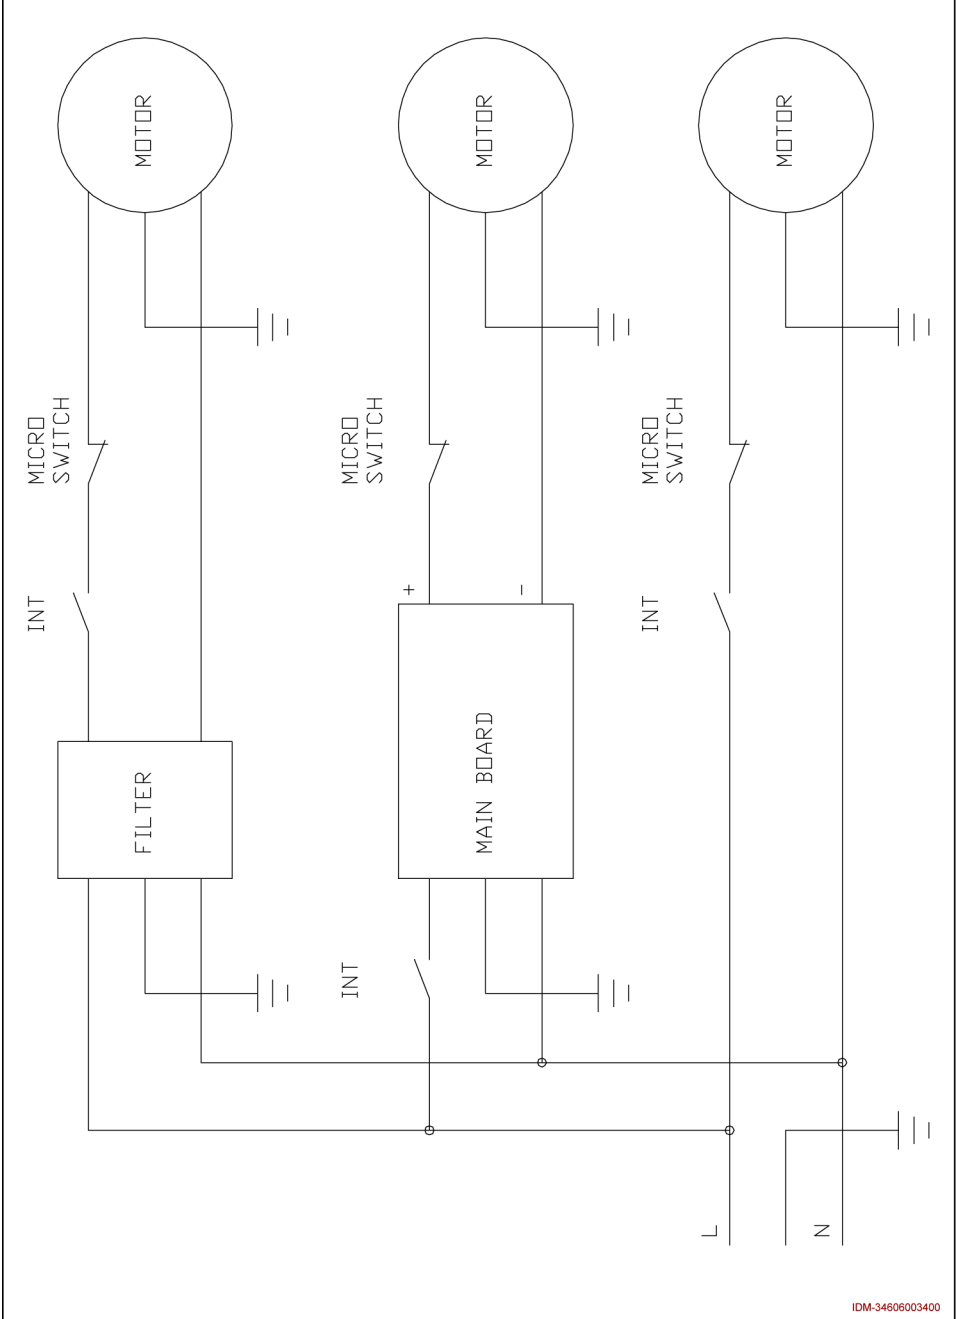 MOTOR
MOTOR
MOTOR
MICRO
SWITCH
MICRO
SWITCH
MICRO
SWITCH
INT
+
-
INT
MAIN BOARD
FILTER
INT
L
N
IDM-34606003400